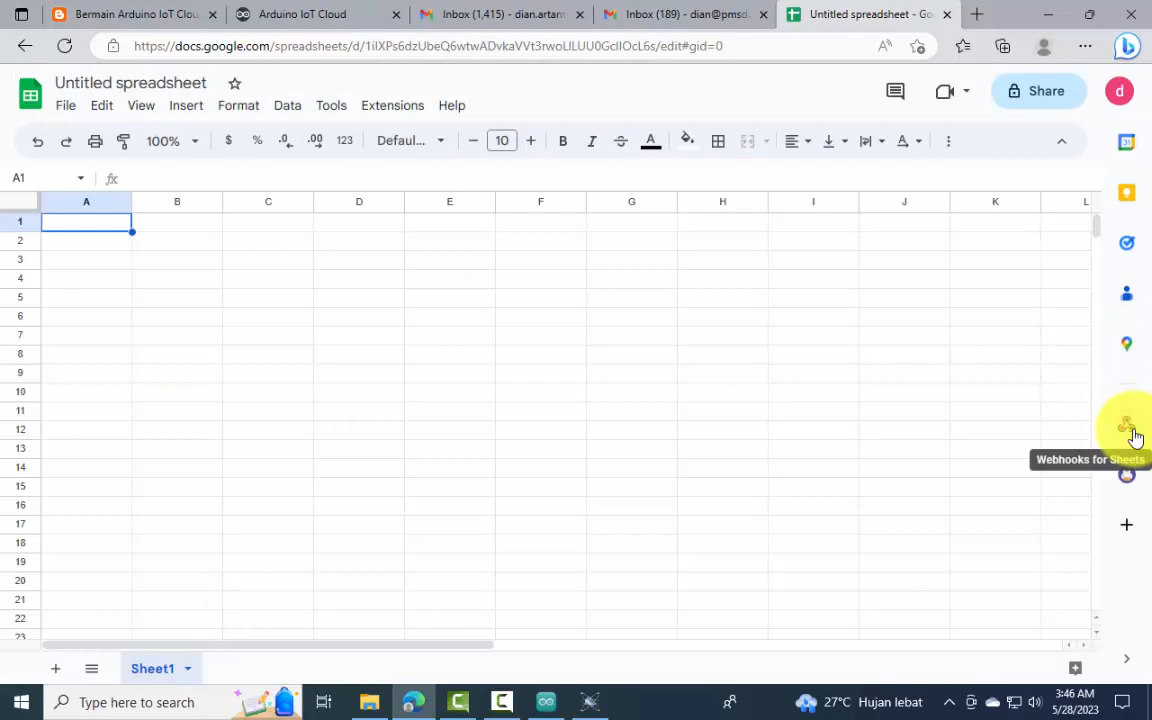 Bermain Arduino IoT Clou
Arduino IoT Cloud
Inbox (1,415) - dian.artan
Inbox (189) - dian@pmsd
Untitled spreadsheet - Go
https://docs.google.com/spreadsheets/d/1iIXPs6dzUbeQ6wtwADvkaVVt3rwoLlLUU0GcIIOcL6s/edit#gid=0
Untitled spreadsheet
File Edit View Insert Format Data Tools Extensions Help
Share
d
100% $ % .0 .00 123 Defaul... 10 B I A
A1 fx
A B C D E F G H I J K L
1
2
3
4
5
6
7
8
9
10
11
12
Webhooks for Sheets
13
14
15
16
17
18
19
20
21
22
23
Sheet1
Type here to search
27°C Hujan lebat
3:46 AM
5/28/2023